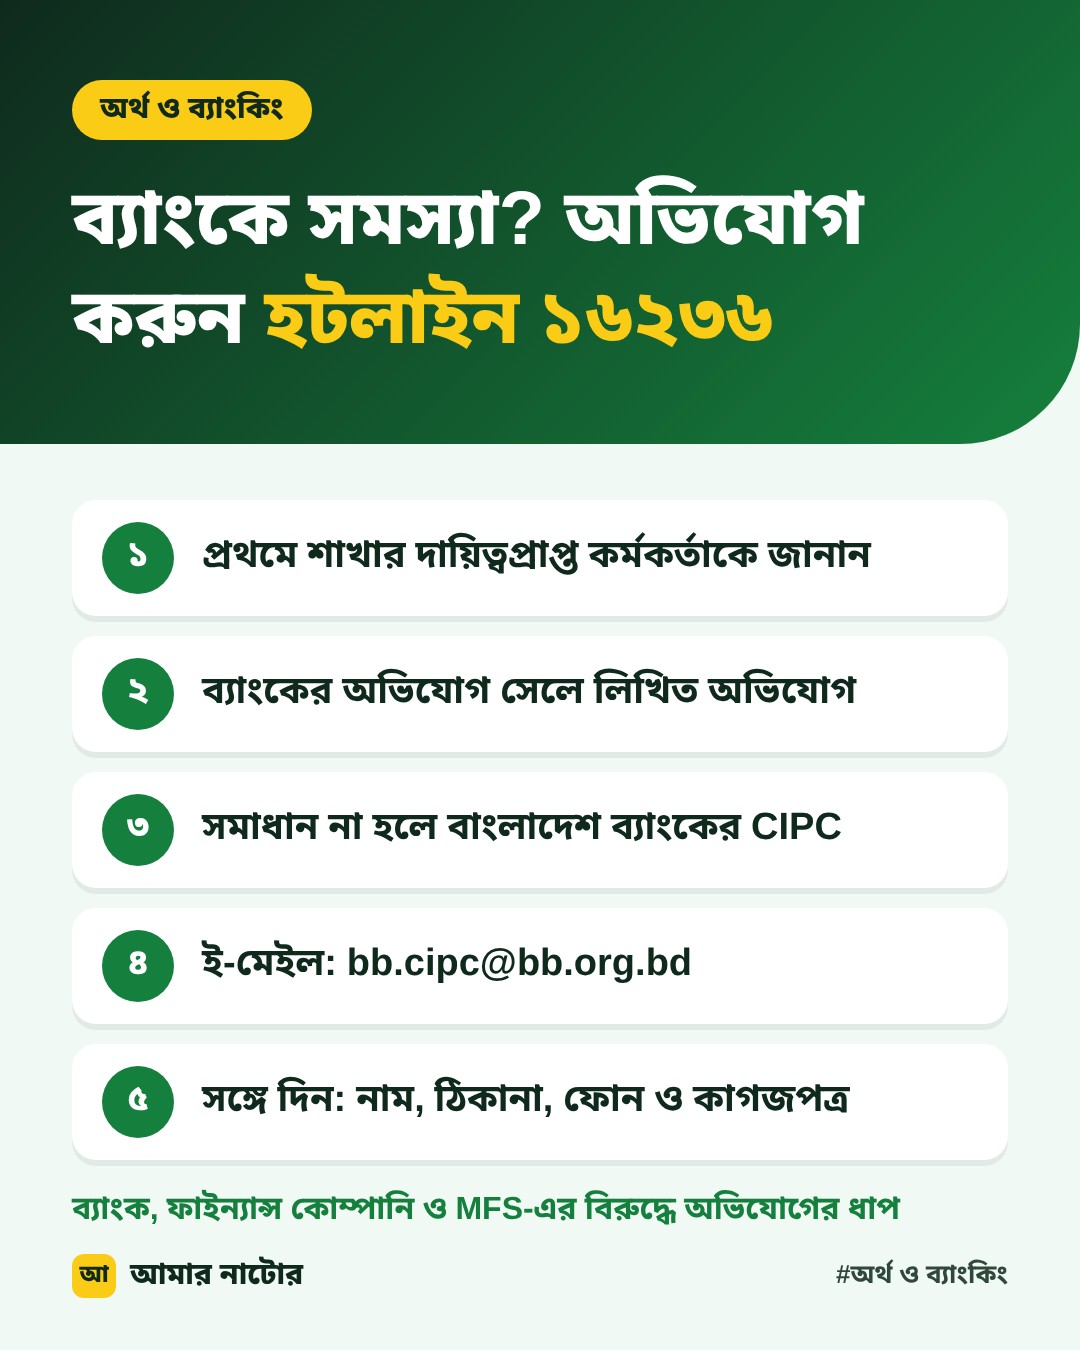 অর্থ ও ব্যাংকিং
ব্যাংকে সমস্যা? অভিযোগ
করুন হটলাইন ১৬২৩৬
১ প্রথমে শাখার দায়িত্বপ্রাপ্ত কর্মকর্তাকে জানান
২ ব্যাংকের অভিযোগ সেলে লিখিত অভিযোগ
৩ সমাধান না হলে বাংলাদেশ ব্যাংকের CIPC
৪ ই-মেইল: bb.cipc@bb.org.bd
৫ সঙ্গে দিন: নাম, ঠিকানা, ফোন ও কাগজপত্র
ব্যাংক, ফাইন্যান্স কোম্পানি ও MFS-এর বিরুদ্ধে অভিযোগের ধাপ
আ আমার নাটোর
#অর্থ ও ব্যাংকিং